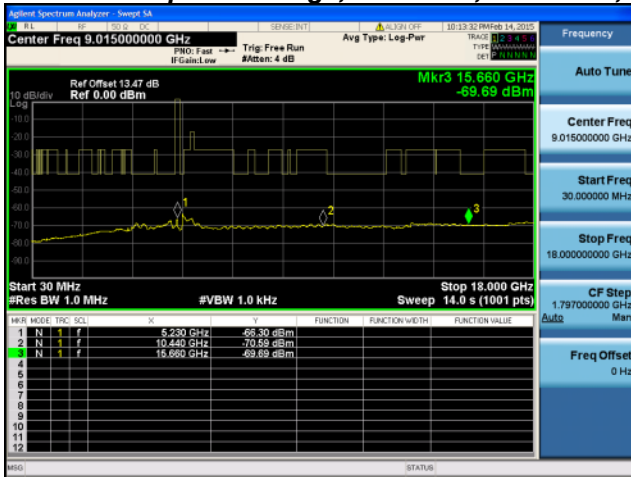 Agilent Spectrum Analyzer - Swept SA
RL RF 50 Ω DC SENSE:INT ALIGN OFF 10:13:32 PM Feb 14, 2015
Center Freq 9.015000000 GHz
PNO: Fast
IFGain:Low
Trig: Free Run
#Atten: 4 dB
Avg Type: Log-Pwr
TRACE 1 2 3 4 5 6
TYPE
DET P N N N N N
Ref Offset 13.47 dB
Ref 0.00 dBm
10 dB/div
Log
Mkr3 15.660 GHz
-69.69 dBm
-10.0
-20.0
-30.0
-40.0
-50.0
-60.0
-70.0
-80.0
-90.0
1
2
3
Start 30 MHz
Stop 18.000 GHz
#Res BW 1.0 MHz
#VBW 1.0 kHz
Sweep 14.0 s (1001 pts)
MKR MODE TRC SCL X Y FUNCTION FUNCTION WIDTH FUNCTION VALUE
1 N 1 f 5.230 GHz -66.30 dBm
2 N 1 f 10.440 GHz -70.59 dBm
3 N 1 f 15.660 GHz -69.69 dBm
4
5
6
7
8
9
10
11
12
MSG
STATUS
Frequency
Auto Tune
Center Freq
9.015000000 GHz
Start Freq
30.000000 MHz
Stop Freq
18.000000000 GHz
CF Step
1.797000000 GHz
Auto Man
Freq Offset
0 Hz